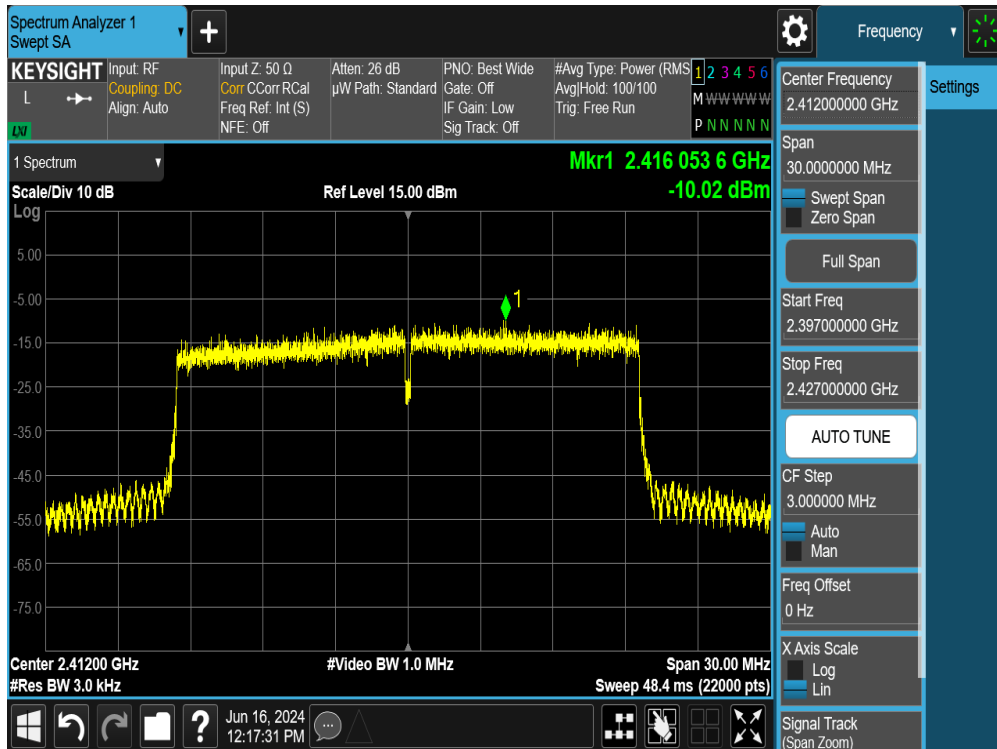 Spectrum Analyzer 1
Swept SA
+
Frequency
KEYSIGHT
L
LXI
Input: RF
Coupling: DC
Align: Auto
Input Z: 50 Ω
Corr CCorr RCal
Freq Ref: Int (S)
NFE: Off
Atten: 26 dB
µW Path: Standard
PNO: Best Wide
Gate: Off
IF Gain: Low
Sig Track: Off
#Avg Type: Power (RMS
Avg|Hold: 100/100
Trig: Free Run
1 2 3 4 5 6
M W W W W W W
P N N N N N
1 Spectrum
Mkr1 2.416 053 6 GHz
-10.02 dBm
Scale/Div 10 dB
Ref Level 15.00 dBm
Log
5.00
-5.00
-15.0
-25.0
-35.0
-45.0
-55.0
-65.0
-75.0
1
Center 2.41200 GHz
#Res BW 3.0 kHz
#Video BW 1.0 MHz
Span 30.00 MHz
Sweep 48.4 ms (22000 pts)
Center Frequency
2.412000000 GHz
Settings
Span
30.0000000 MHz
Swept Span
Zero Span
Full Span
Start Freq
2.397000000 GHz
Stop Freq
2.427000000 GHz
AUTO TUNE
CF Step
3.000000 MHz
Auto
Man
Freq Offset
0 Hz
X Axis Scale
Log
Lin
Signal Track
(Span Zoom)
?
Jun 16, 2024
12:17:31 PM